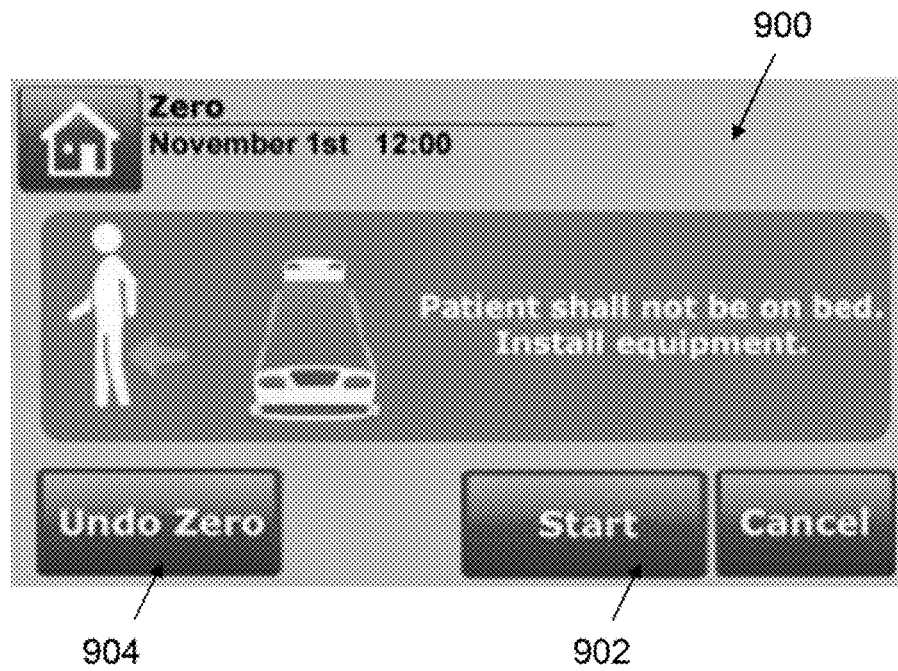 900
Zero
November 1st 12:00
Patient shall not be on bed.
Install equipment.
Undo Zero
Start
Cancel
904
902